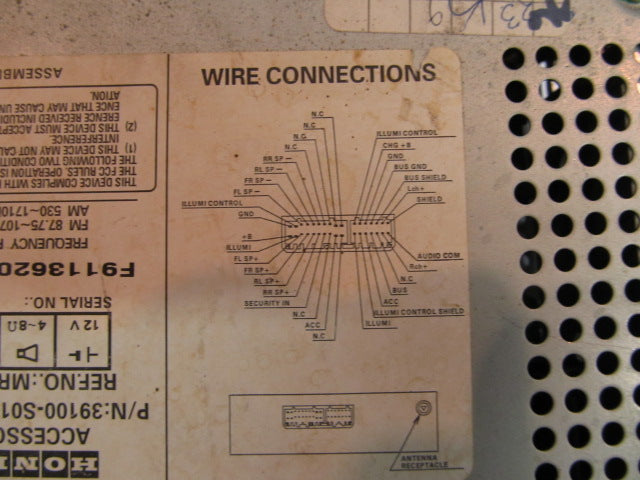 WIRE CONNECTIONS
N.C
N.C
N.C
N.C
RR SP−
RL SP−
FR SP−
FL SP−
ILLUMI CONTROL
GND
+B
ILLUMI
FL SP+
FR SP+
RL SP+
RR SP+
SECURITY IN
N.C
ACC
N.C
ILLUMI CONTROL
CHG +B
GND
BUS GND
BUS SHIELD
Lch+
SHIELD
AUDIO COM
Rch+
N.C
BUS
ACC
ILLUMI CONTROL SHIELD
ILLUMI
ANTENNA
RECEPTACLE
HON
ACCESSO
P/N:39100-S01
REF.NO.:MR
12V
4~8Ω
SERIAL NO.:
F9113620
FREQUENCY
FM 87.75~107
AM 530~1710
THIS DEVICE COMPLIES WITH
THE FCC RULES. OPERATION IS
THE FOLLOWING TWO CONDITI
(1) THIS DEVICE MAY NOT CAU
INTERFERENCE.
(2) THIS DEVICE MUST ACCEPT
ERENCE RECEIVED INCLUDI
ENCE THAT MAY CAUSE UN
ATION.
ASSEMBL